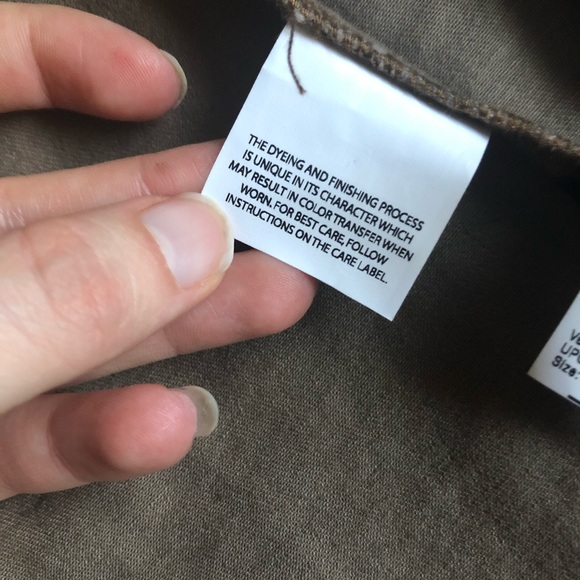 THE DYEING AND FINISHING PROCESS
IS UNIQUE IN ITS CHARACTER WHICH
MAY RESULT IN COLOR TRANSFER WHEN
WORN. FOR BEST CARE, FOLLOW
INSTRUCTIONS ON THE CARE LABEL.
Size: